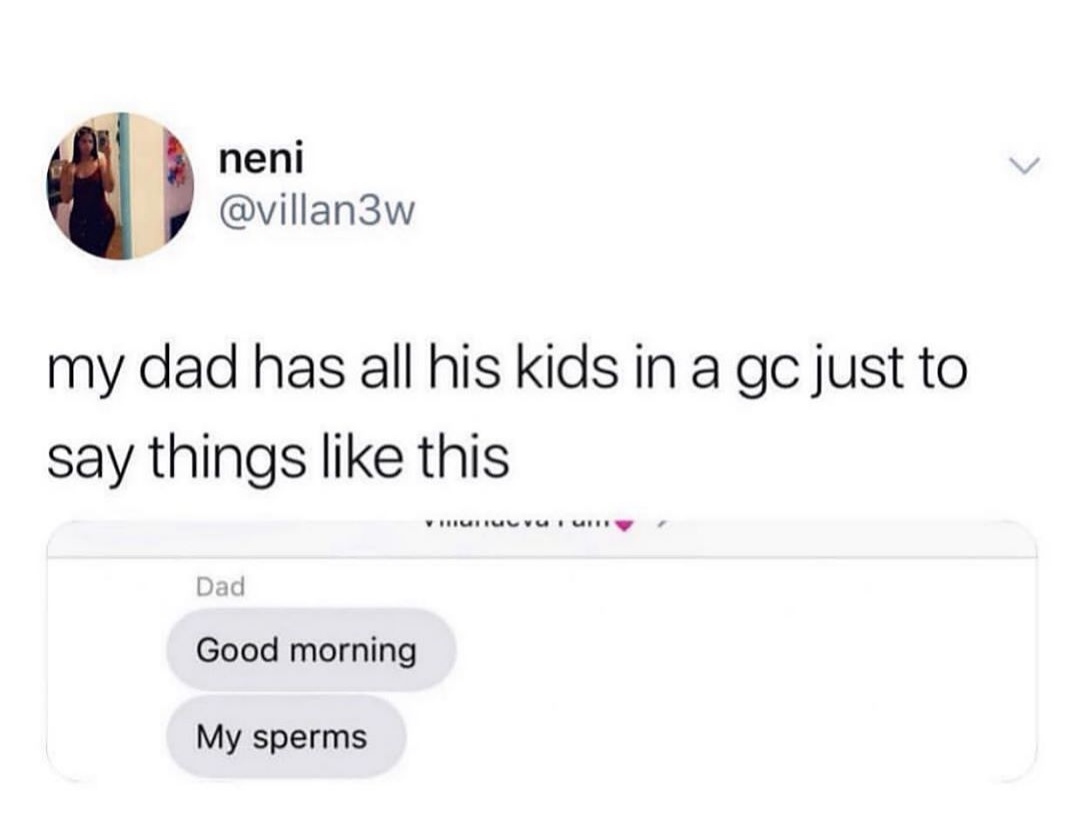 neni
@villan3w
my dad has all his kids in a gc just to
say things like this
Dad
Good morning
My sperms